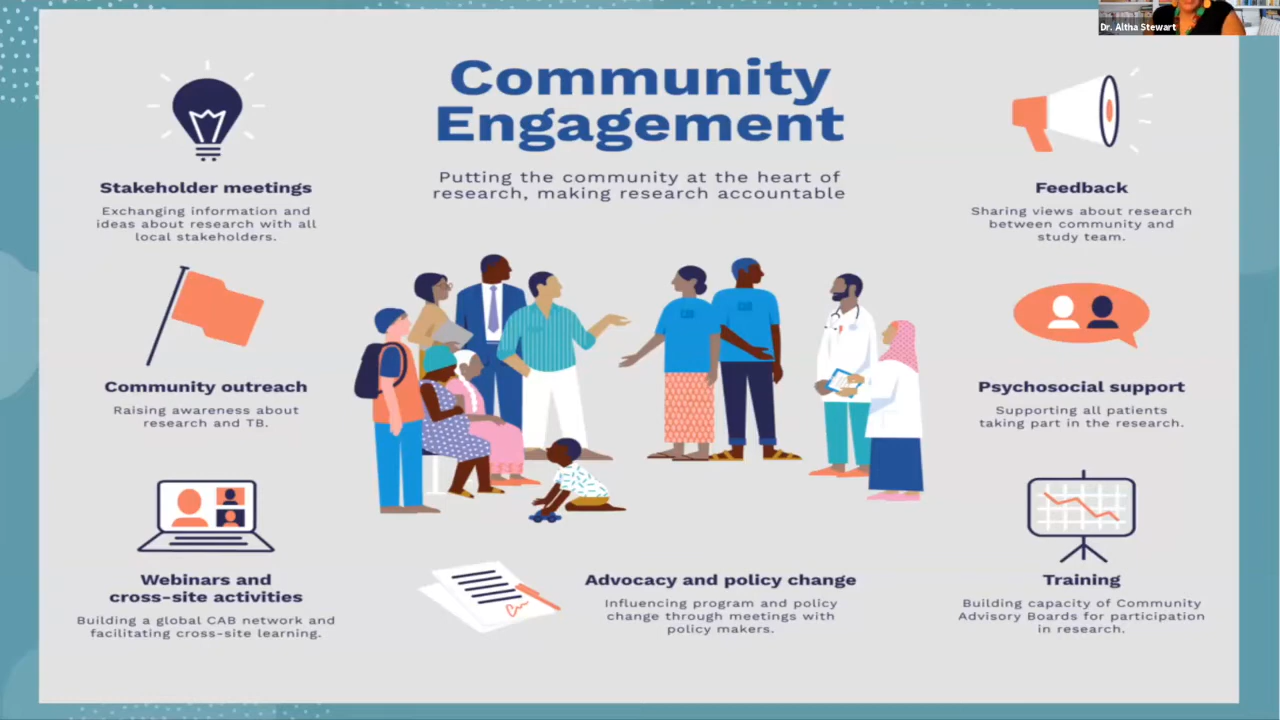 Dr. Altha Stewart
Community
Engagement
Putting the community at the heart of
research, making research accountable
Stakeholder meetings
Exchanging information and
ideas about research with all
local stakeholders.
Feedback
Sharing views about research
between community and
study team.
Community outreach
Raising awareness about
research and TB.
Psychosocial support
Supporting all patients
taking part in the research.
Webinars and
cross-site activities
Building a global CAB network and
facilitating cross-site learning.
Advocacy and policy change
Influencing program and policy
change through meetings with
policy makers.
Training
Building capacity of Community
Advisory Boards for participation
in research.